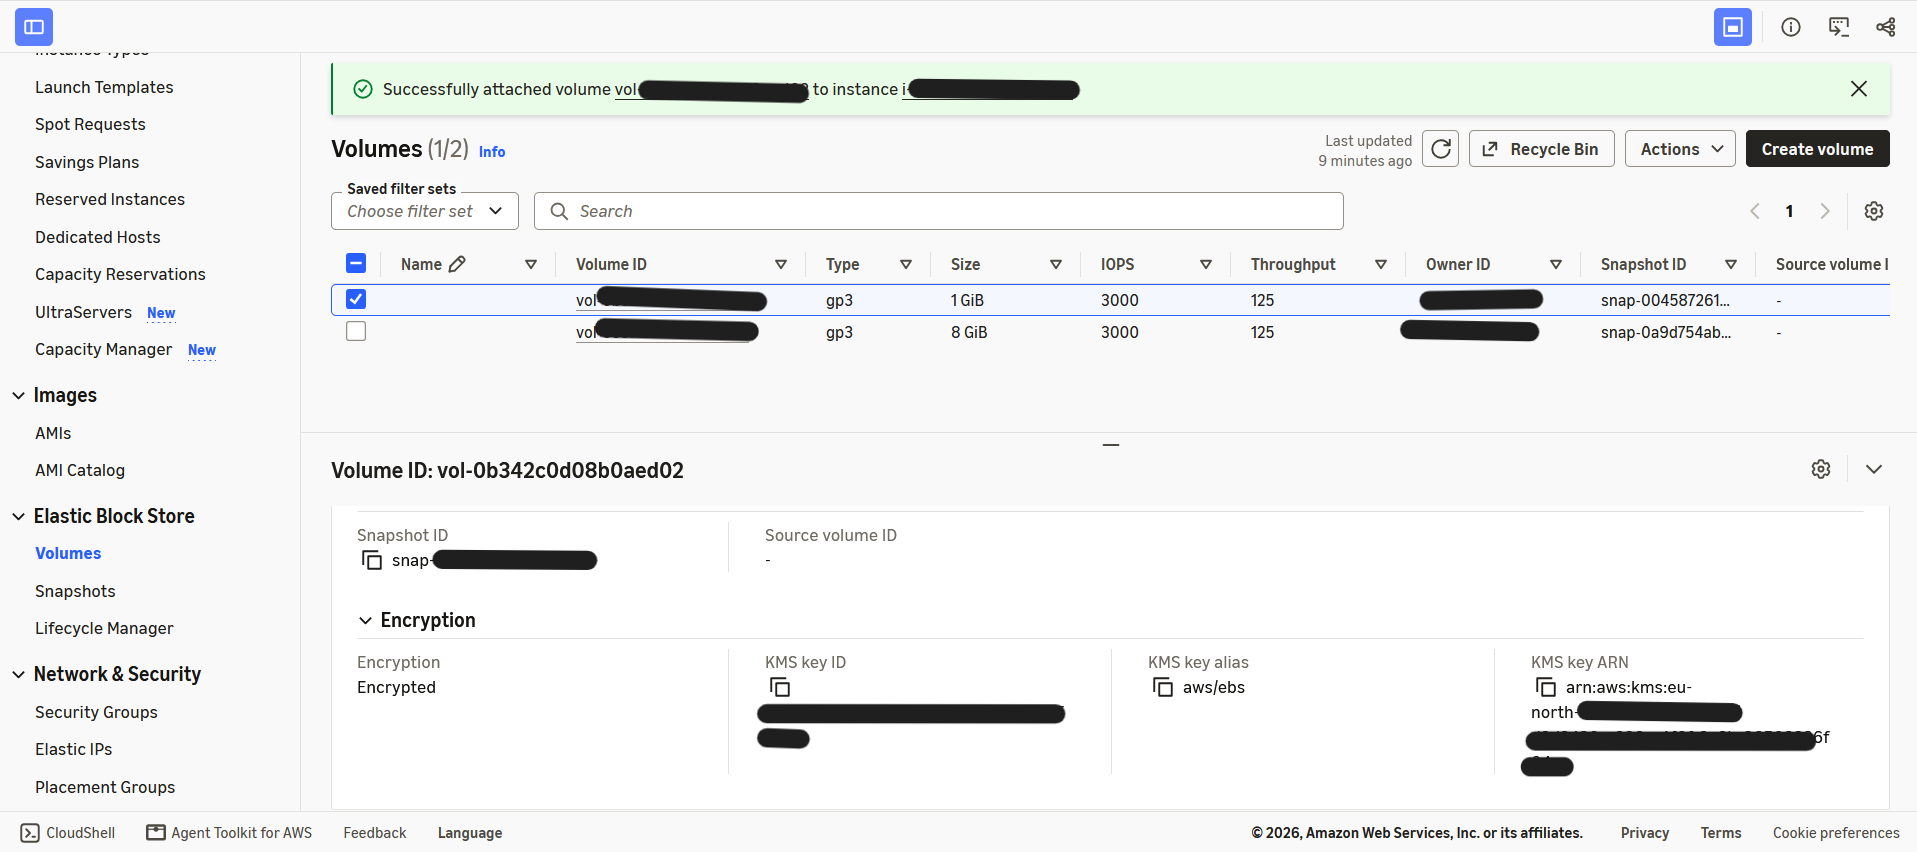 Instance Types
Launch Templates
Spot Requests
Savings Plans
Reserved Instances
Dedicated Hosts
Capacity Reservations
UltraServers New
Capacity Manager New
Images
AMIs
AMI Catalog
Elastic Block Store
Volumes
Snapshots
Lifecycle Manager
Network & Security
Security Groups
Elastic IPs
Placement Groups
Successfully attached volume vol to instance i
Volumes (1/2) Info
Last updated
9 minutes ago
Recycle Bin
Actions
Create volume
Saved filter sets
Choose filter set
Search
1
Name Volume ID Type Size IOPS Throughput Owner ID Snapshot ID Source volume I
vol- gp3 1 GiB 3000 125 snap-004587261... -
vol gp3 8 GiB 3000 125 snap-0a9d754ab... -
Volume ID: vol-0b342c0d08b0aed02
Snapshot ID
snap-
Source volume ID
-
Encryption
Encryption
Encrypted
KMS key ID
KMS key alias
aws/ebs
KMS key ARN
arn:aws:kms:eu-
north-
6f
CloudShell Agent Toolkit for AWS Feedback Language © 2026, Amazon Web Services, Inc. or its affiliates. Privacy Terms Cookie preferences